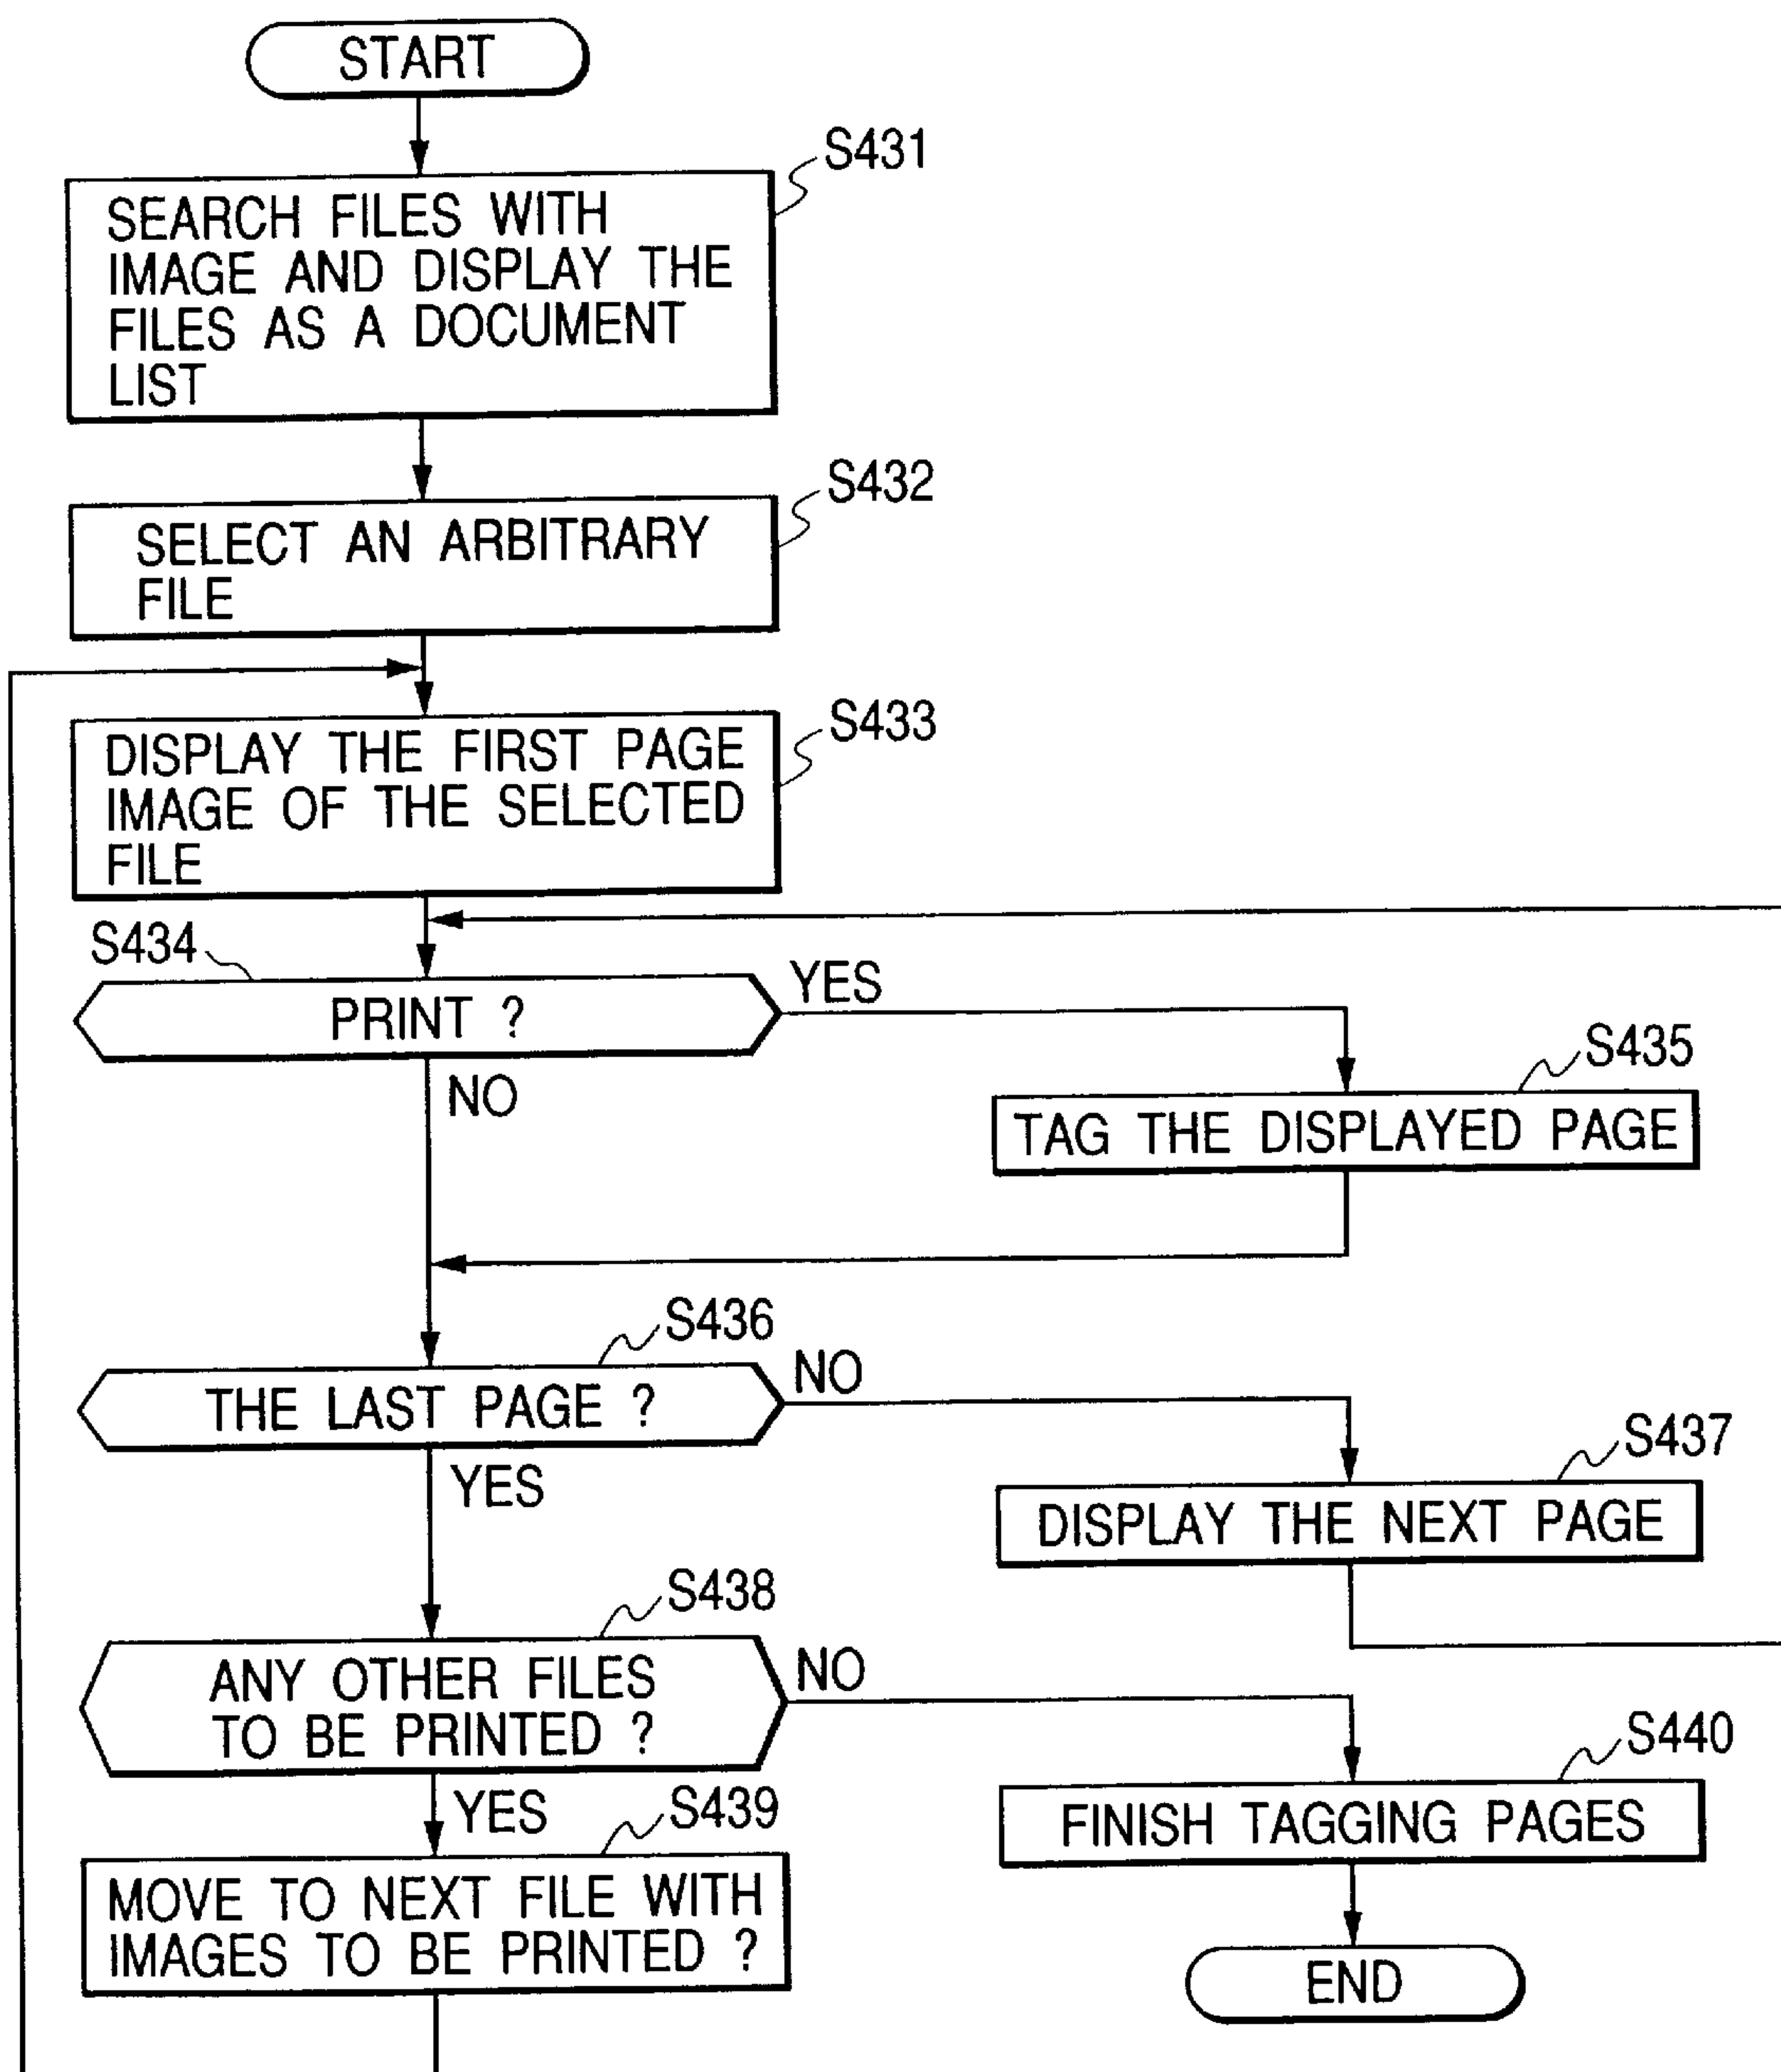 START
S431
SEARCH FILES WITH
IMAGE AND DISPLAY THE
FILES AS A DOCUMENT
LIST
S432
SELECT AN ARBITRARY
FILE
S433
DISPLAY THE FIRST PAGE
IMAGE OF THE SELECTED
FILE
S434
PRINT ?
YES
NO
S435
TAG THE DISPLAYED PAGE
S436
THE LAST PAGE ?
NO
YES
S437
DISPLAY THE NEXT PAGE
S438
ANY OTHER FILES
TO BE PRINTED ?
NO
YES
S440
FINISH TAGGING PAGES
S439
MOVE TO NEXT FILE WITH
IMAGES TO BE PRINTED ?
END